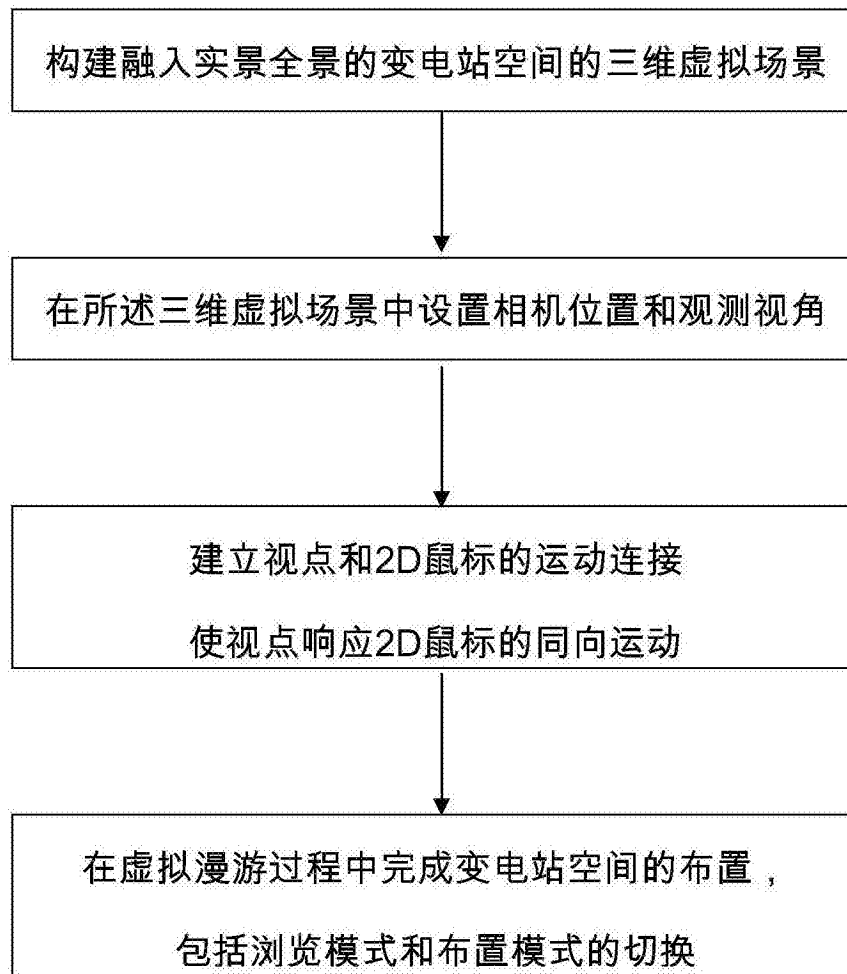 构建融入实景全景的变电站空间的三维虚拟场景
在所述三维虚拟场景中设置相机位置和观测视角
建立视点和2D鼠标的运动连接
使视点响应2D鼠标的同向运动
在虚拟漫游过程中完成变电站空间的布置，
包括浏览模式和布置模式的切换